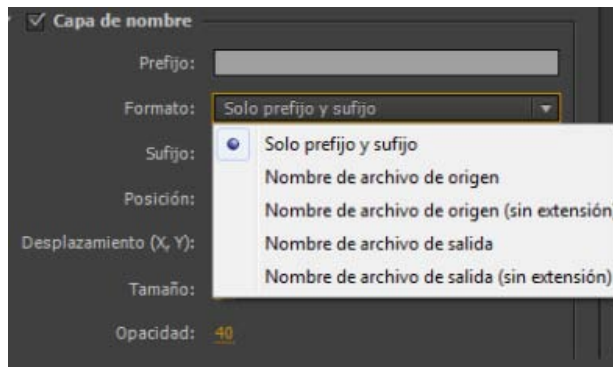 Capa de nombre
Prefijo:
Formato: Solo prefijo y sufijo
Solo prefijo y sufijo
Sufijo:
Nombre de archivo de origen
Posición:
Nombre de archivo de origen (sin extensión)
Desplazamiento (X, Y):
Nombre de archivo de salida
Nombre de archivo de salida (sin extensión)
Tamaño:
Opacidad: 40